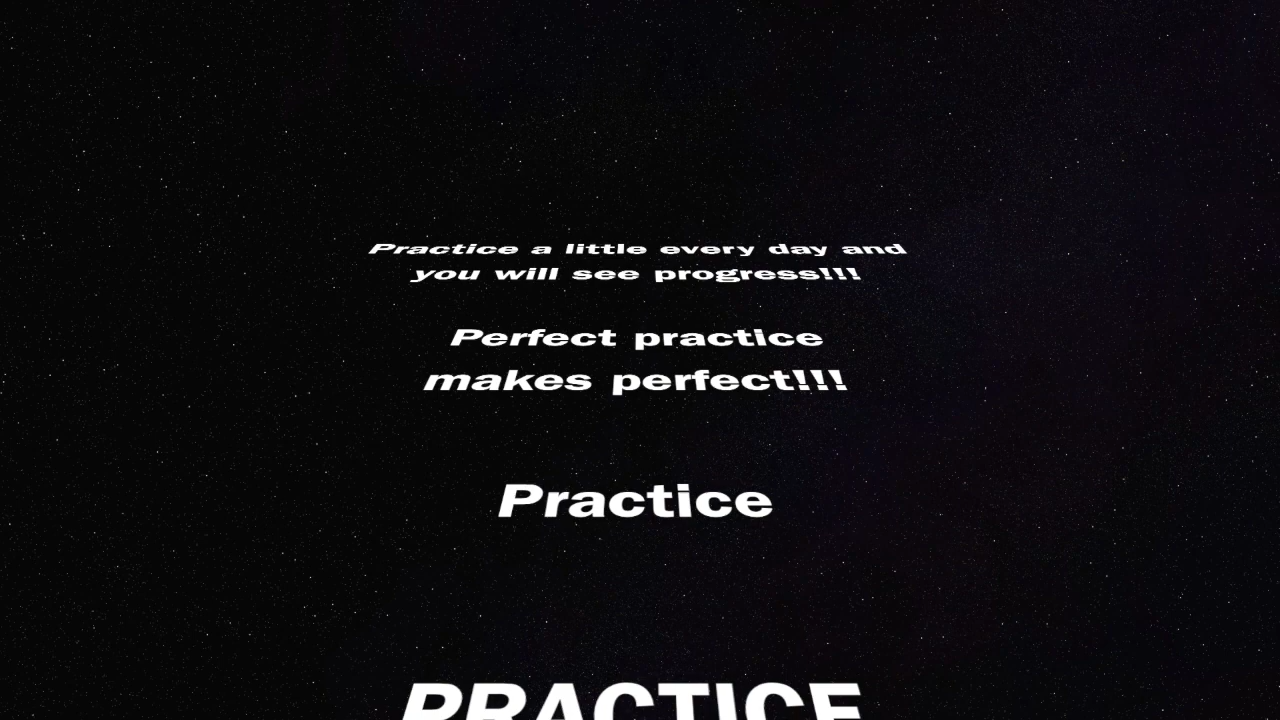 Practice a little every day and
you will see progress!!!
Perfect practice
makes perfect!!!
Practice
PRACTICE